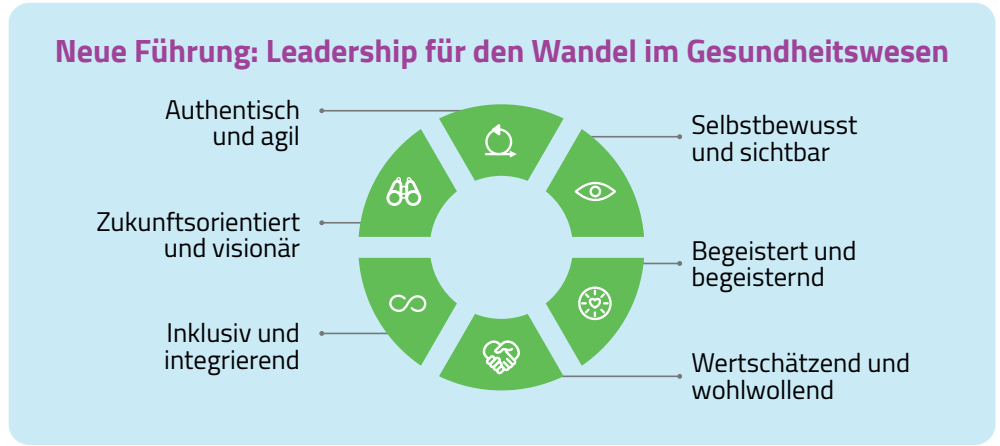 Neue Führung: Leadership für den Wandel im Gesundheitswesen
Authentisch
und agil
Selbstbewusst
und sichtbar
Zukunftsorientiert
und visionär
Begeistert und
begeisternd
Inklusiv und
integrierend
Wertschätzend und
wohlwollend